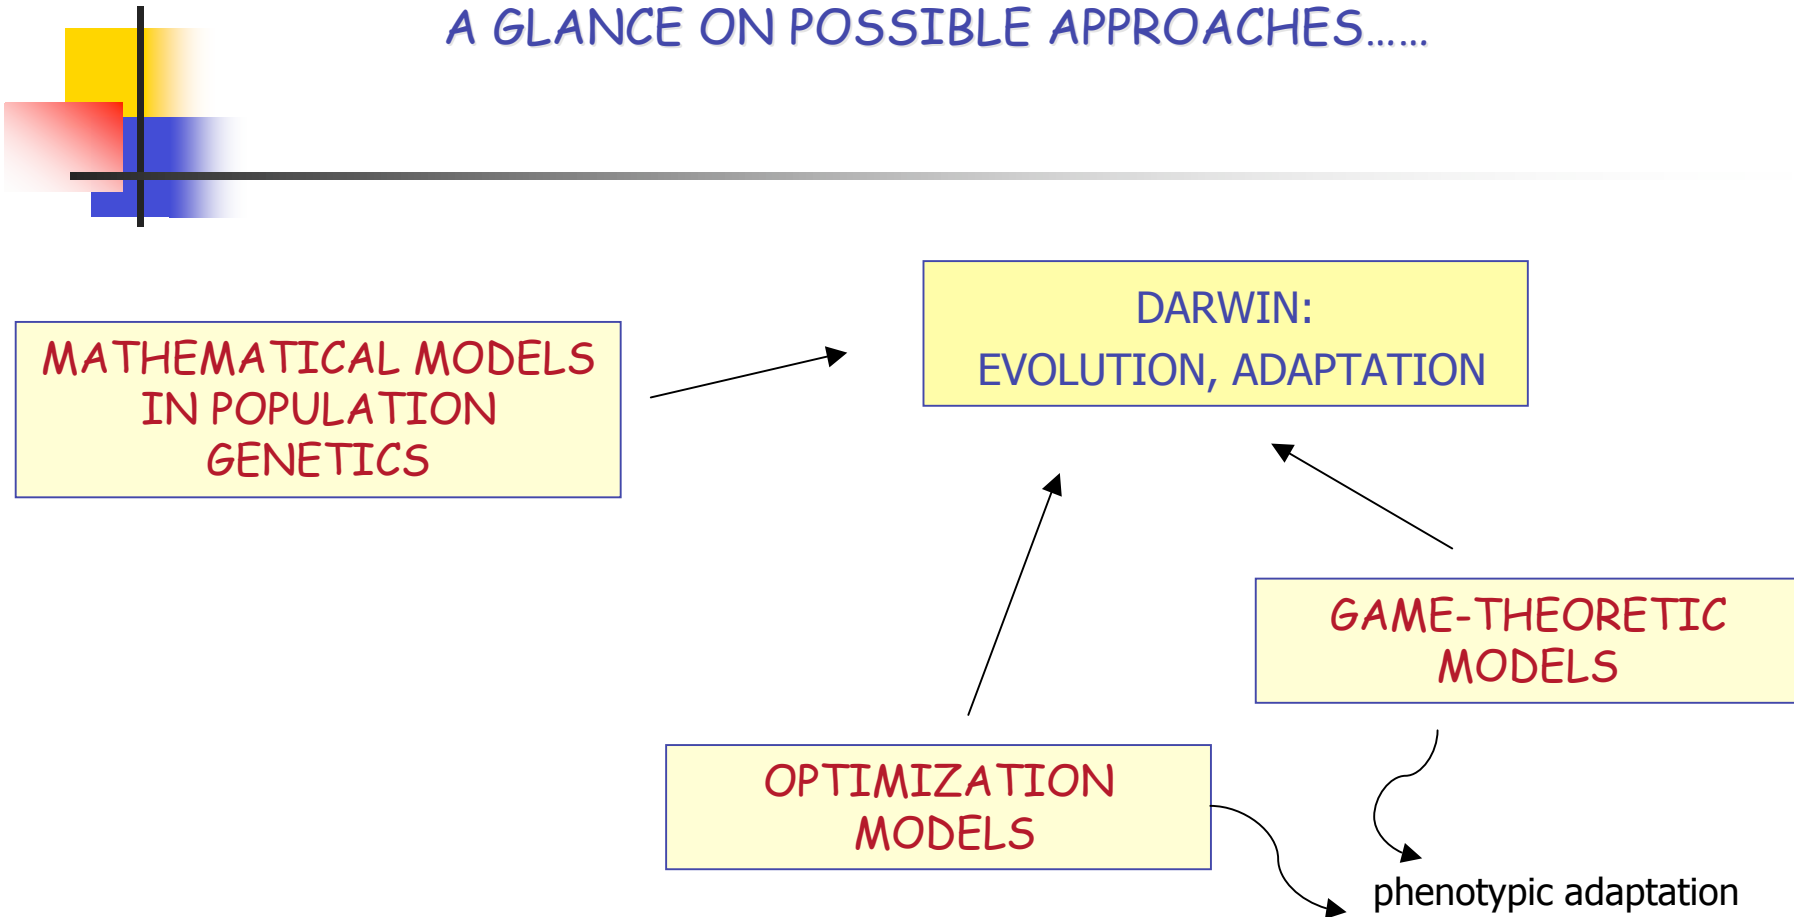 A GLANCE ON POSSIBLE APPROACHES......
DARWIN:
EVOLUTION, ADAPTATION
MATHEMATICAL MODELS
IN POPULATION
GENETICS
GAME-THEORETIC
MODELS
OPTIMIZATION
MODELS
phenotypic adaptation